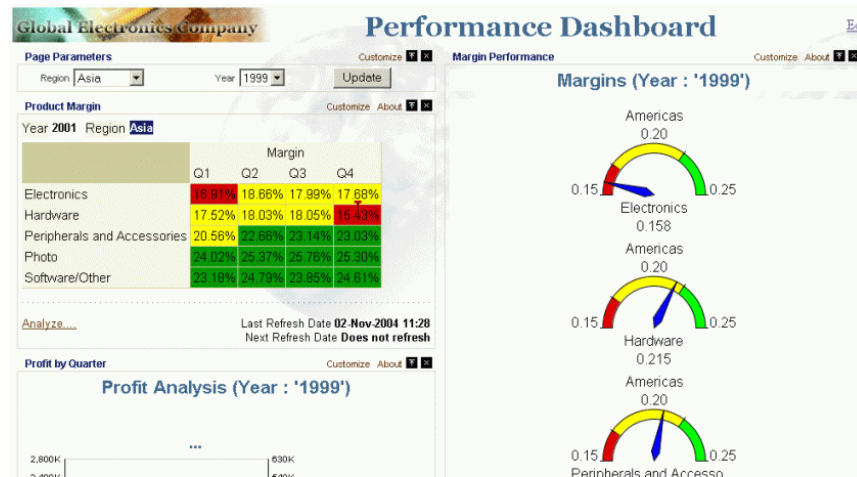 Global Electronics Company
Performance Dashboard
Page Parameters
Customize
Region Asia
Year 1999
Update
Product Margin
Customize About
Year 2001 Region Asia
Margin
Q1 Q2 Q3 Q4
Electronics 18.66% 17.99% 17.68%
Hardware 17.52% 18.03% 18.05% 15.43%
Peripherals and Accessories 20.56% 22.66% 23.14% 23.03%
Photo 24.02% 25.37% 25.76% 25.30%
Software/Other 23.18% 24.79% 23.85% 24.61%
Analyze....
Last Refresh Date 02-Nov-2004 11:28
Next Refresh Date Does not refresh
Profit by Quarter
Customize About
Profit Analysis (Year : '1999')
...
2,800K
630K
Margin Performance
Customize About
Margins (Year : '1999')
Americas
0.20
0.15
0.25
Electronics
0.158
Americas
0.20
0.15
0.25
Hardware
0.215
Americas
0.20
0.15
0.25
Peripherals and Accesso